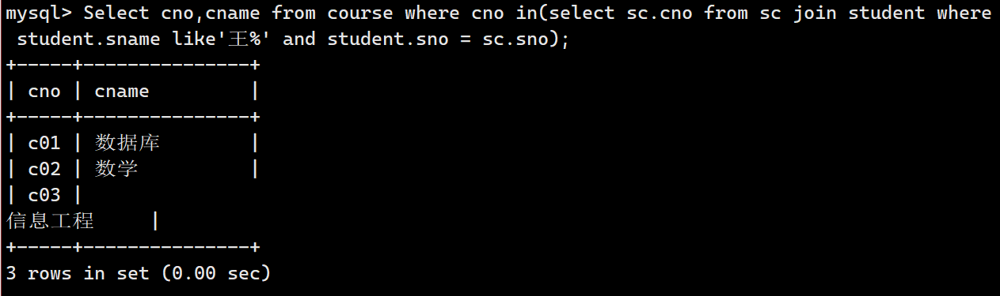 mysql> Select cno,cname from course where cno in(select sc.cno from sc join student where
 student.sname like'王%' and student.sno = sc.sno);
+-----+---------------+
| cno | cname         |
+-----+---------------+
| c01 | 数据库        |
| c02 | 数学          |
| c03 |
信息工程     |
+-----+---------------+
3 rows in set (0.00 sec)